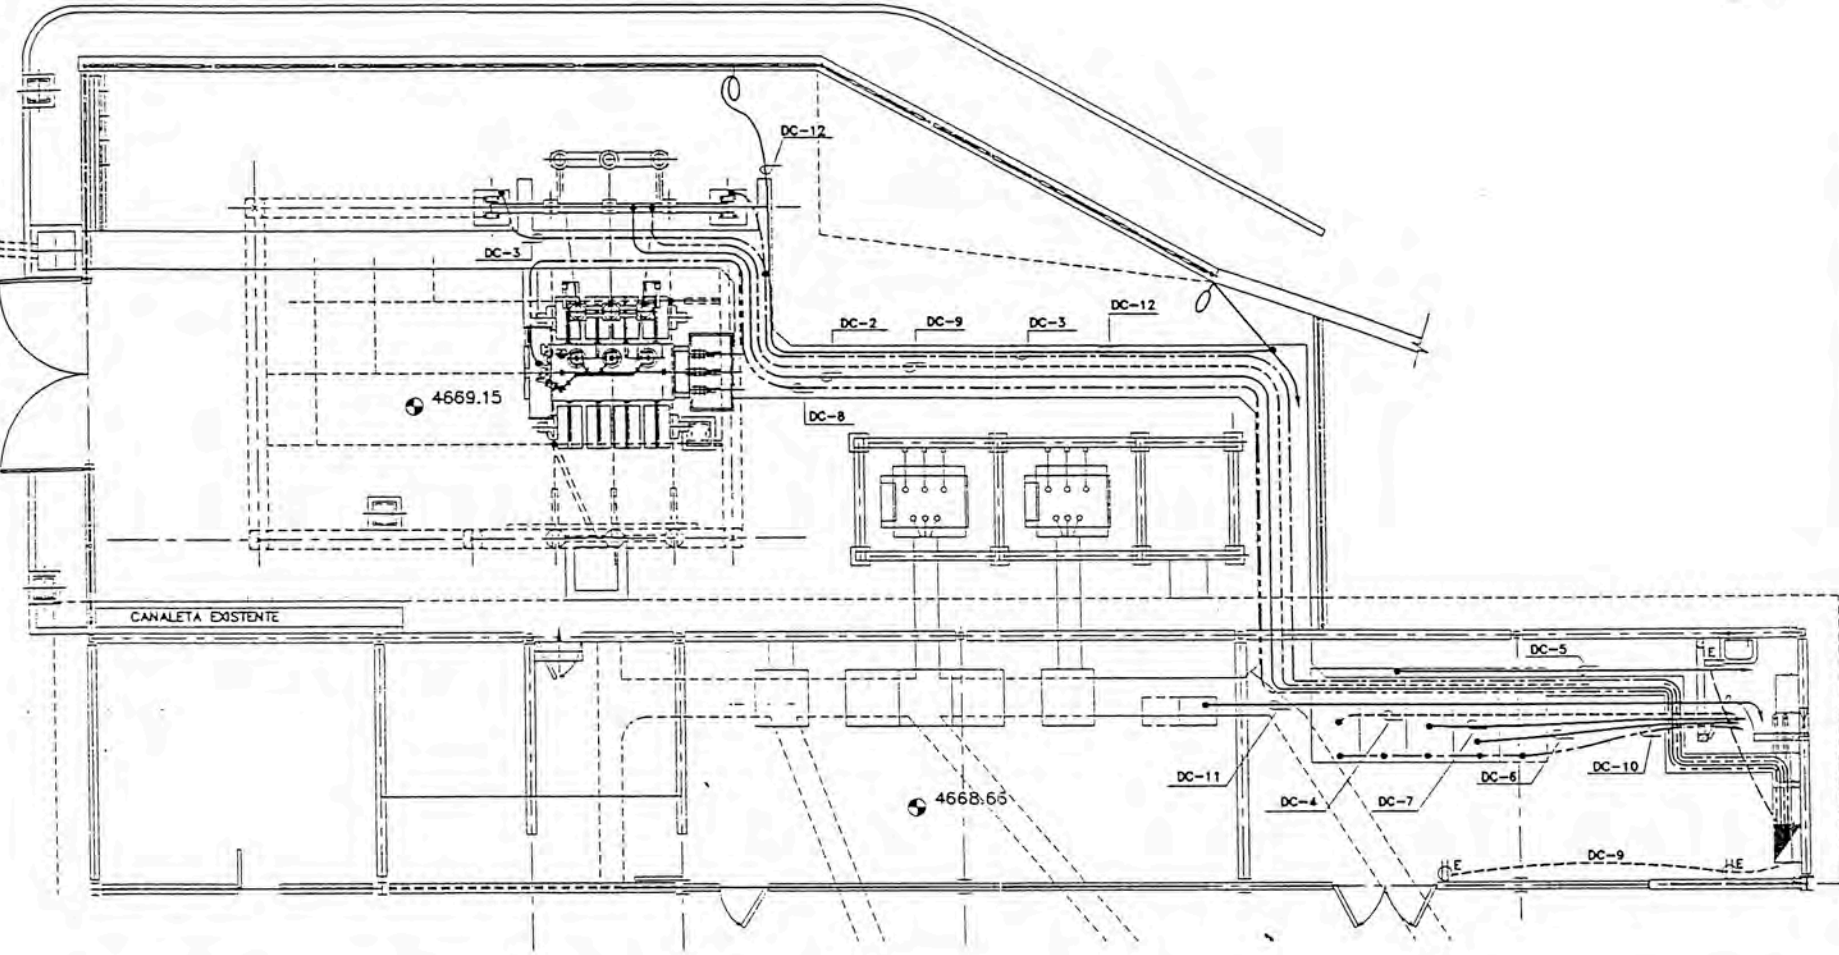 DC-12
DC-3
DC-2
DC-9
DC-3
DC-12
4669.15
DC-8
CANALETA EXISTENTE
DC-5
E
DC-11
DC-4
DC-7
DC-6
DC-10
4668.66
DC-9
E
E